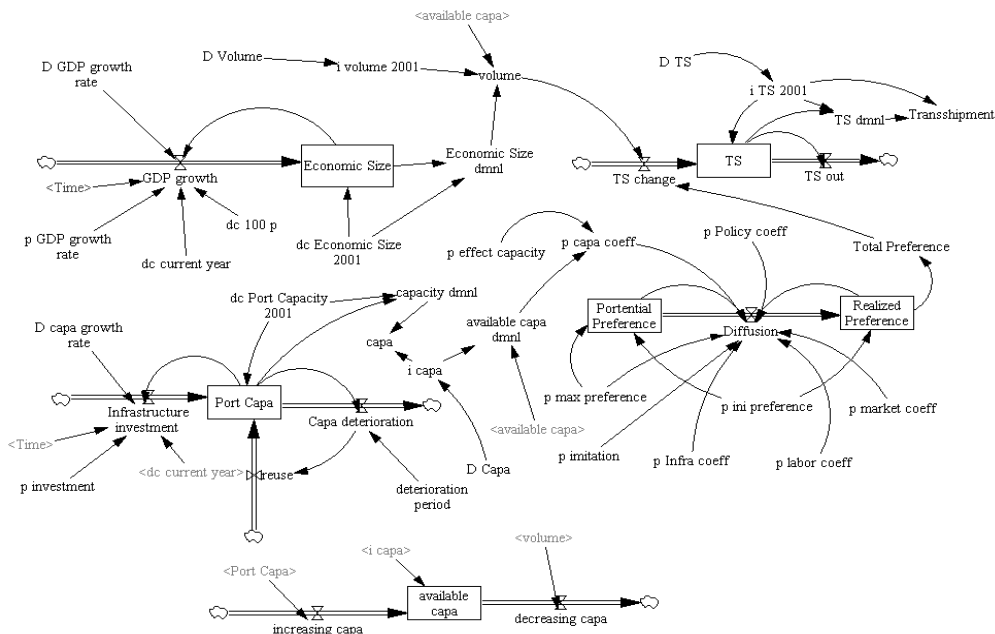 <available capa>
D Volume
i volume 2001
volume
D GDP growth
rate
D TS
i TS 2001
TS dmnl
Transshipment
Economic Size
Economic Size
dmnl
TS
GDP growth
TS change
TS out
<Time>
dc 100 p
p GDP growth
rate
dc current year
dc Economic Size
2001
p effect capacity
p capa coeff
p Policy coeff
Total Preference
dc Port Capacity
2001
capacity dmnl
Portential
Preference
Realized
Preference
D capa growth
rate
capa
available capa
dmnl
Diffusion
i capa
Port Capa
p max preference
p ini preference
p market coeff
Infrastructure
investment
Capa deterioration
<Time>
<available capa>
<dc current year>
reuse
p imitation
p Infra coeff
p labor coeff
p investment
D Capa
deterioration
period
<i capa>
<volume>
<Port Capa>
available
capa
increasing capa
decreasing capa